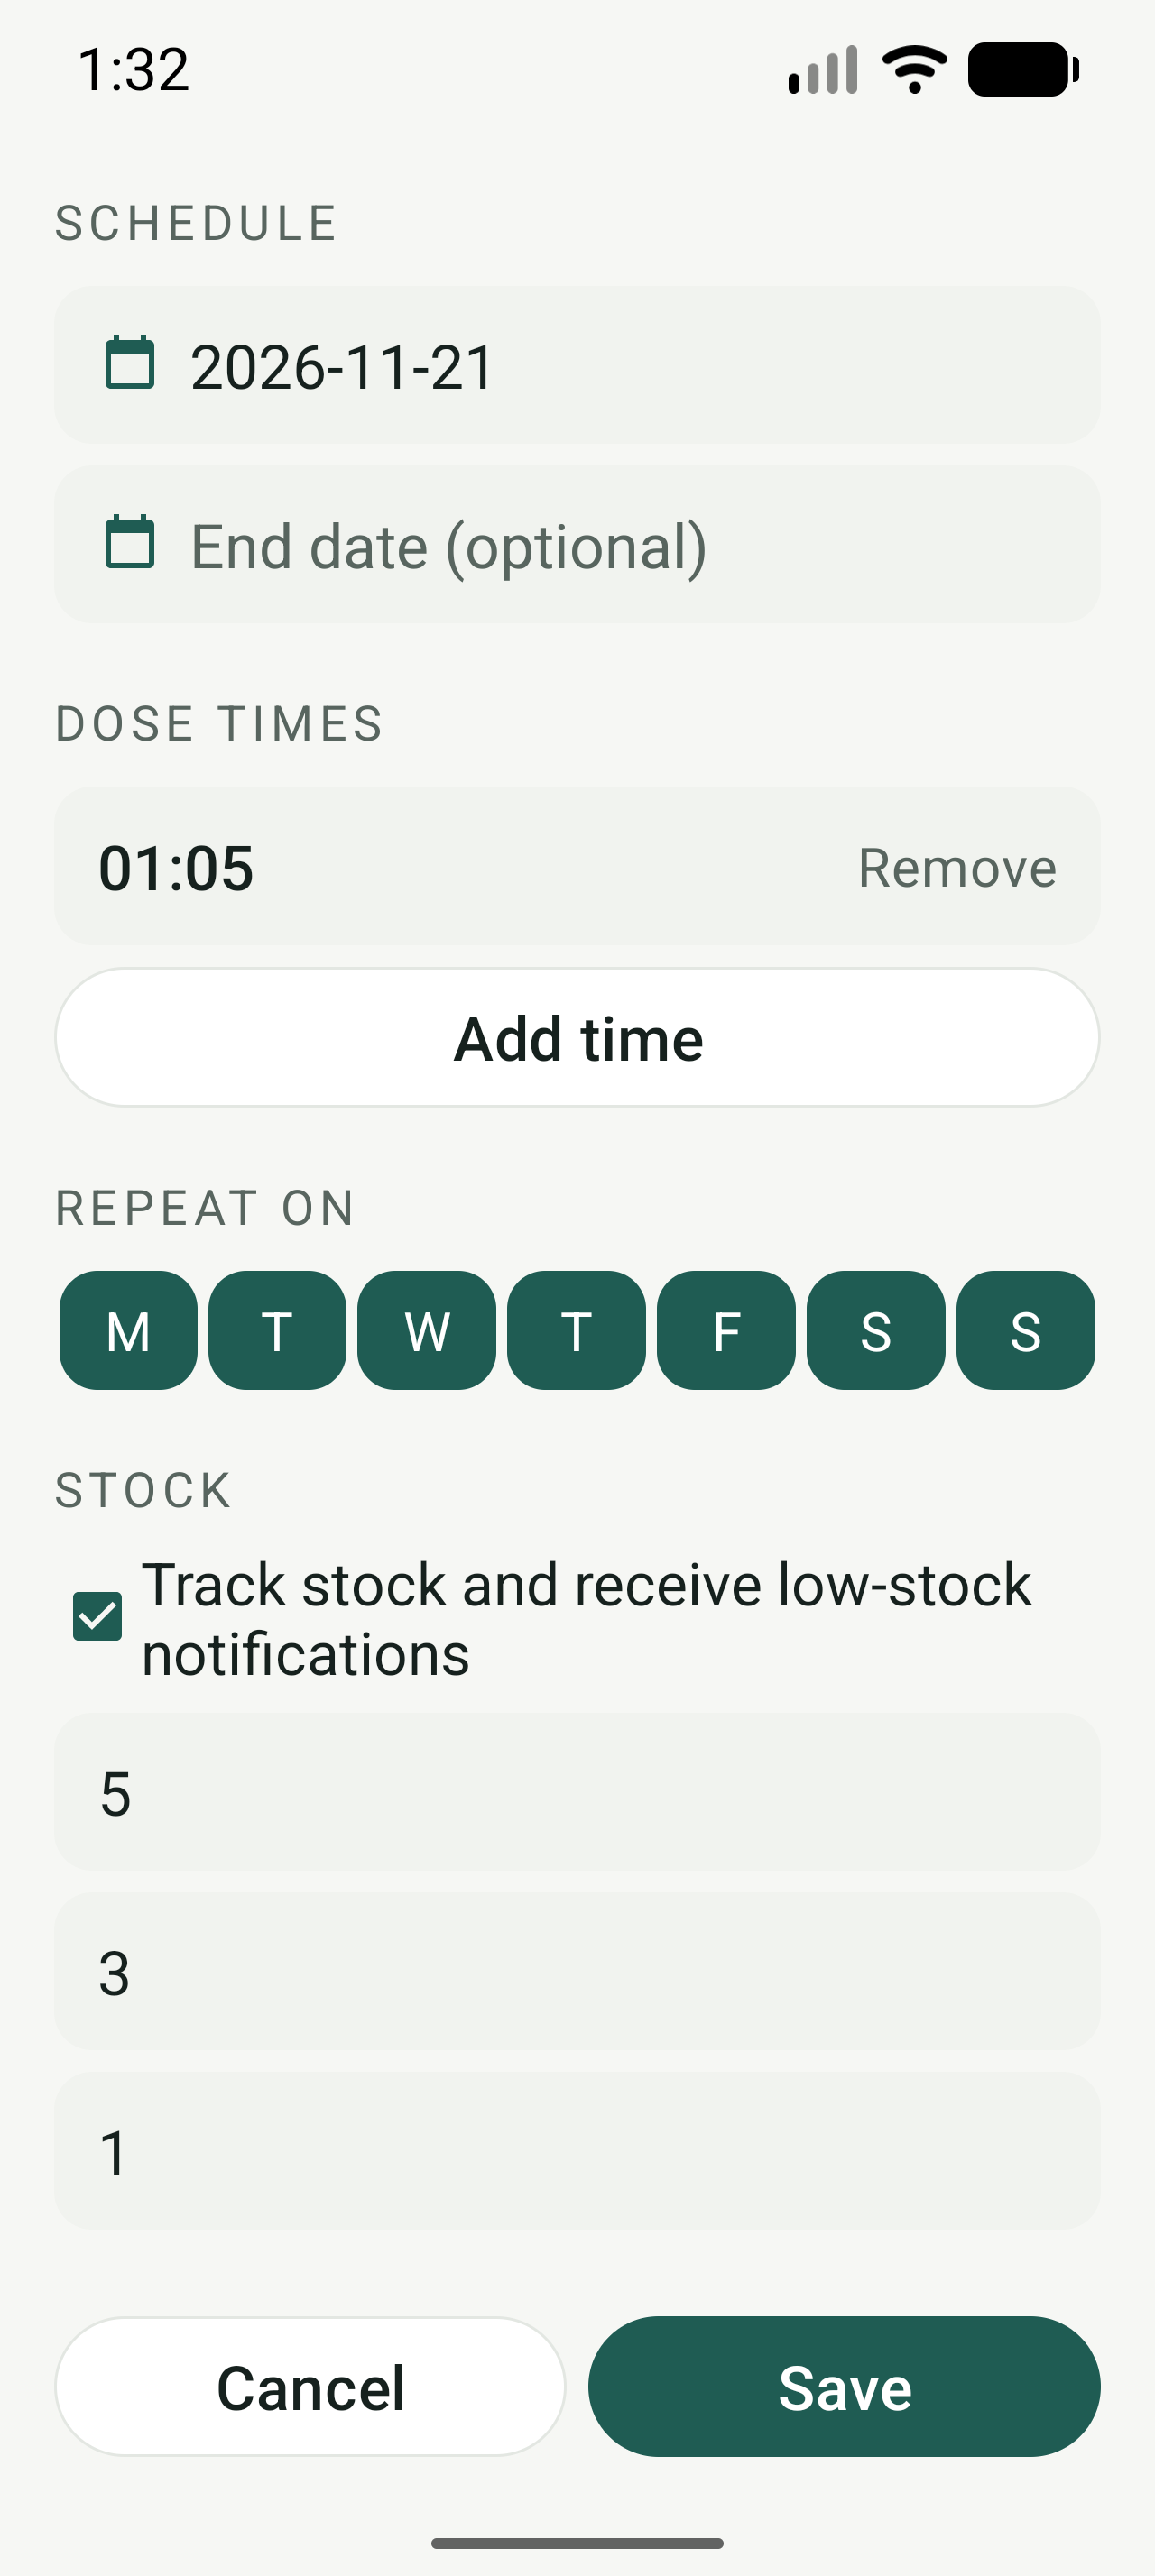 1:32
SCHEDULE
2026-11-21
End date (optional)
DOSE TIMES
01:05 Remove
Add time
REPEAT ON
M T W T F S S
STOCK
Track stock and receive low-stock
notifications
5
3
1
Cancel Save